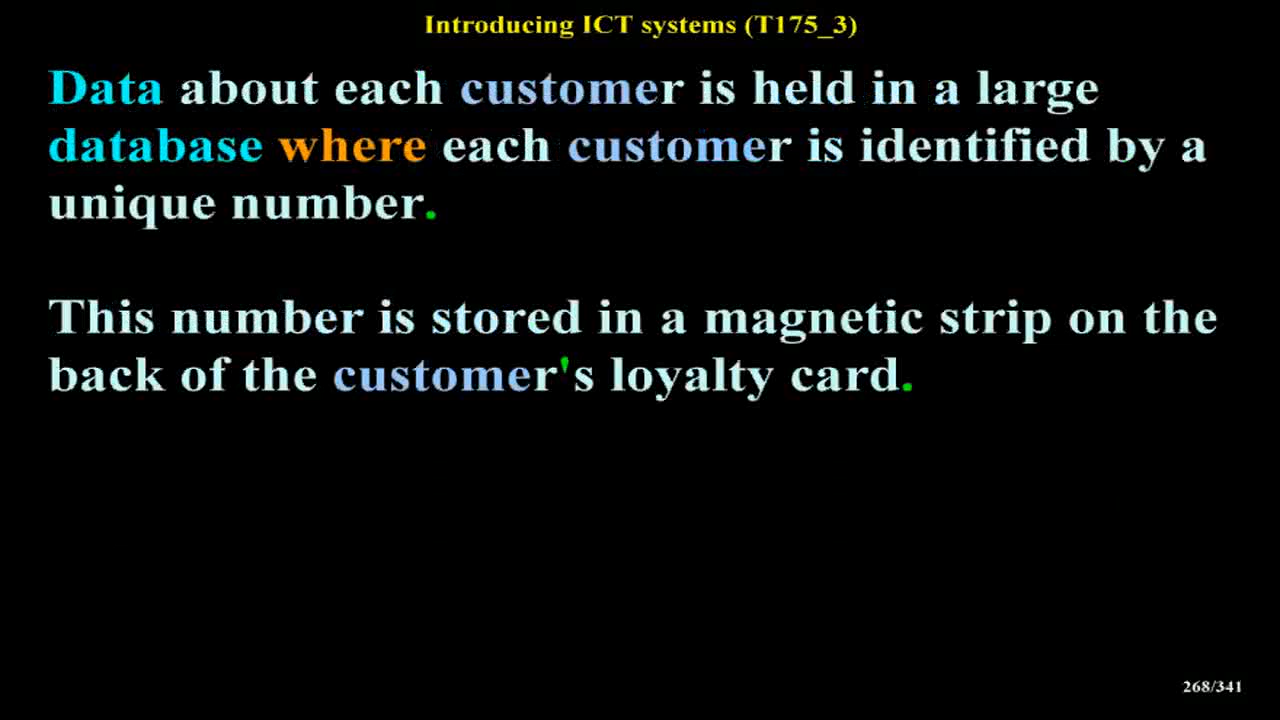 Introducing ICT systems (T175_3)
Data about each customer is held in a large
database where each customer is identified by a
unique number.
This number is stored in a magnetic strip on the
back of the customer's loyalty card.
268/341